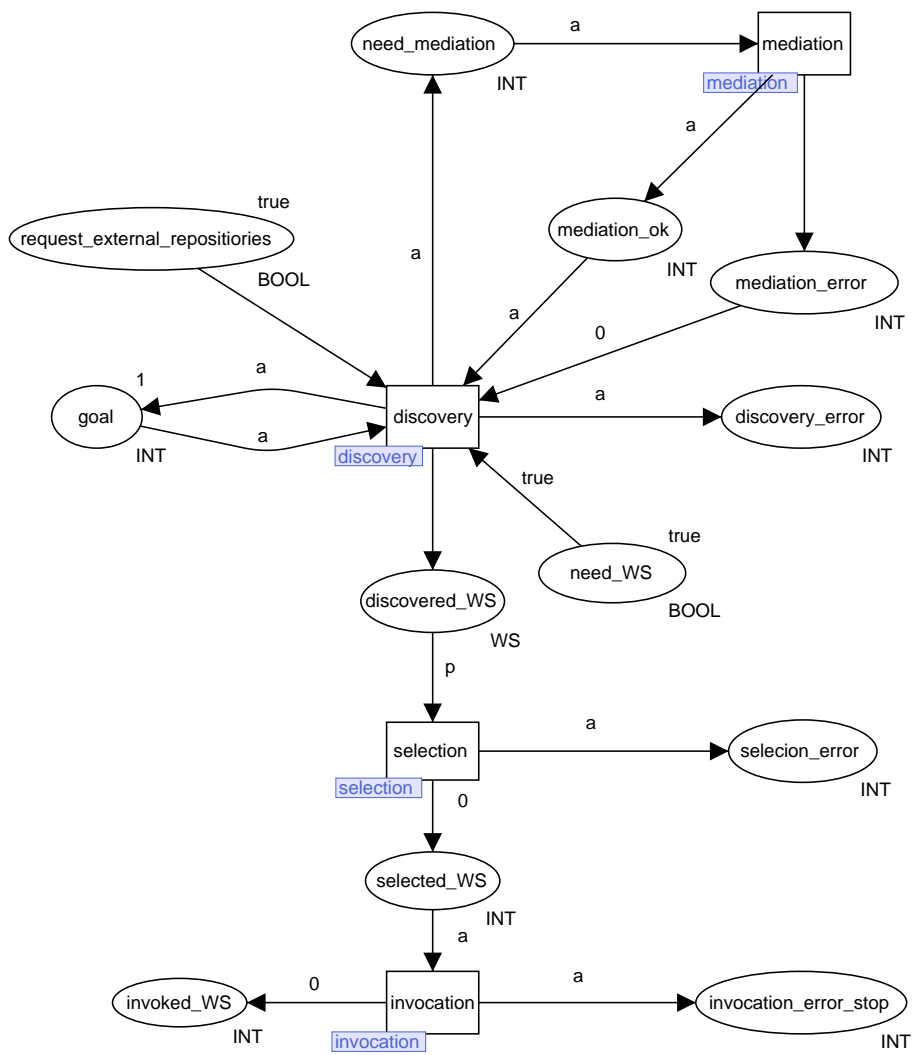 a
need_mediation
mediation
INT
mediation
a
true
request_external_repositiories
mediation_ok
a
INT
BOOL
mediation_error
a
INT
0
1
a
a
goal
discovery
discovery_error
a
INT
discovery
INT
true
true
need_WS
discovered_WS
BOOL
WS
p
a
selection
selecion_error
selection
INT
0
selected_WS
INT
a
0
a
invoked_WS
invocation
invocation_error_stop
INT
invocation
INT